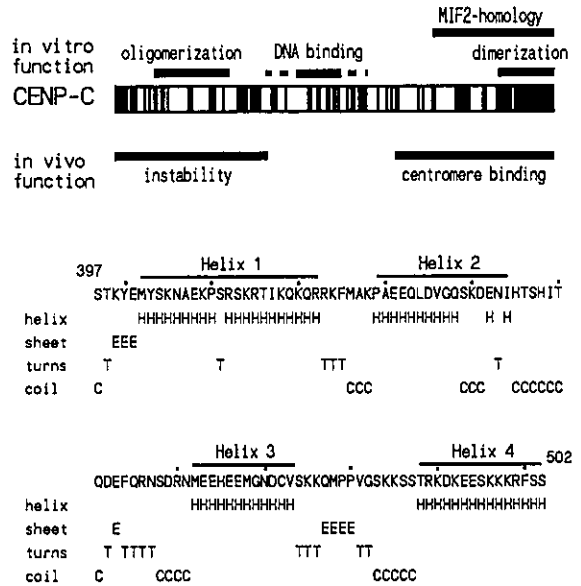 MIF2-homology
in vitro function
oligomerization
DNA binding
dimerization
CENP-C
in vivo function
instability
centromere binding
397
Helix 1
Helix 2
STKYEMYSKNAEKPSRSKRTIKQKQRRKFMAKPAEEQLDVGQSKDENIHTSHIT
helix HHHHHHHHH HHHHHHHHHHH HHHHHHHHHH H H
sheet EEE
turns T T TTT T
coil C CCC CCC CCCCCC
Helix 3
Helix 4
502
QDEFQRNSDRNMEEHEEMGNDCVSKKQMPPVGSKKSSTRKDKEESKKKRFSS
helix HHHHHHHHHHHH HHHHHHHHHHHHHHH
sheet E EEEE
turns T TTTT TTT TT
coil C CCCC CCCCC